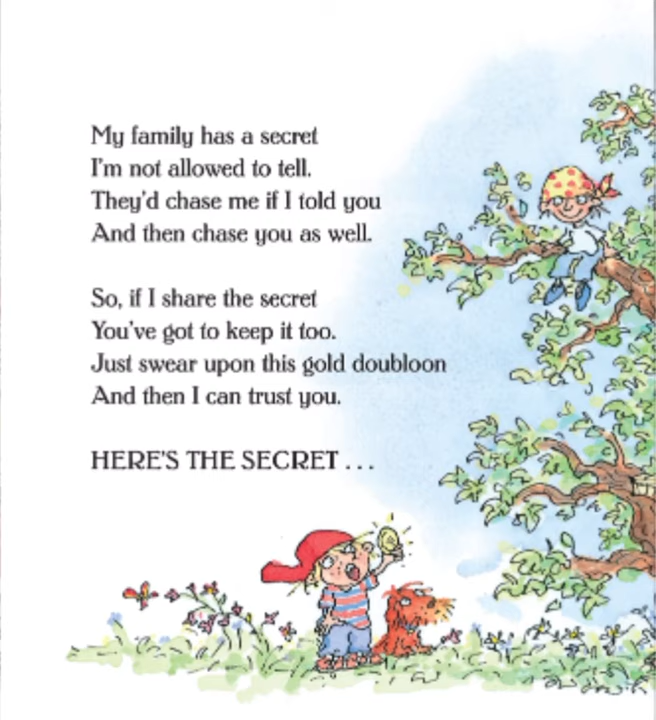 My family has a secret
I'm not allowed to tell.
They'd chase me if I told you
And then chase you as well.
So, if I share the secret
You've got to keep it too.
Just swear upon this gold doubloon
And then I can trust you.
HERE'S THE SECRET . . .